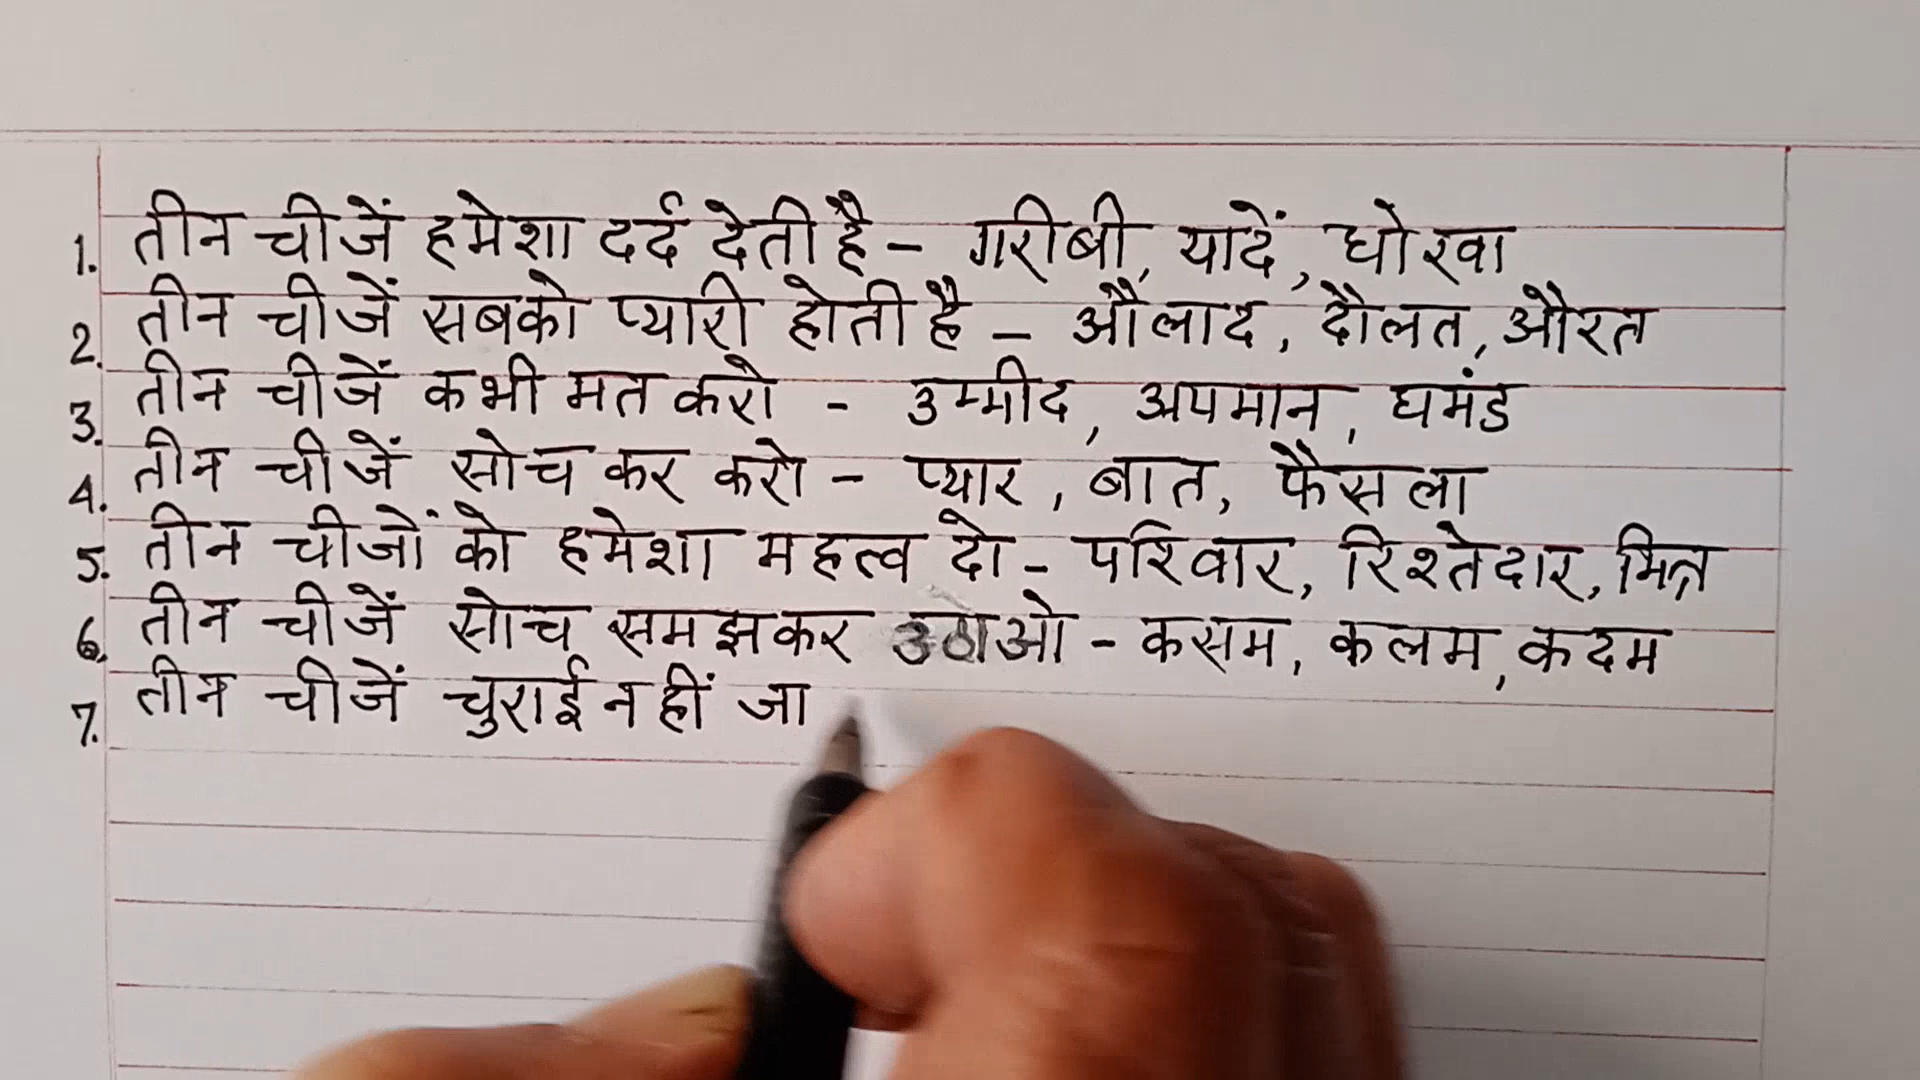 1. तीन चीजें हमेशा दर्द देती है - गरीबी, यादें, धोखा
2. तीन चीजें सबको प्यारी होती है - औलाद, दौलत, औरत
3. तीन चीजें कभी मत करो - उम्मीद, अपमान, घमंड
4. तीन चीजें सोच कर करो - प्यार, बात, फैसला
5. तीन चीजों को हमेशा महत्व दो - परिवार, रिश्तेदार, मित्र
6. तीन चीजें सोच समझकर उठाओ - कसम, कलम, कदम
7. तीन चीजें चुराई नहीं जा